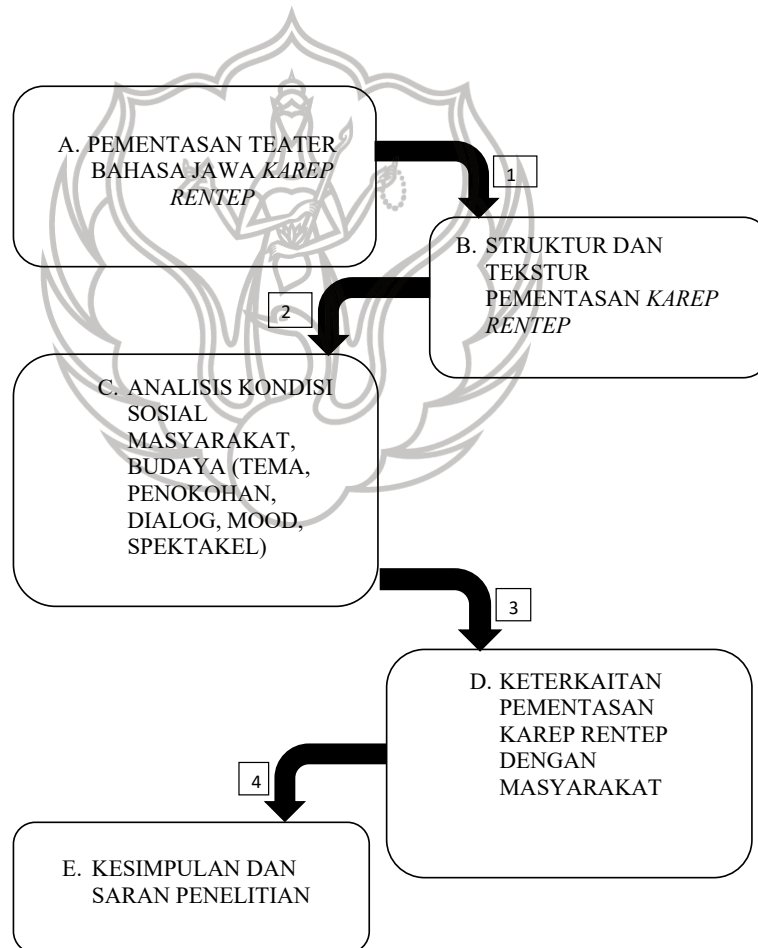 A. PEMENTASAN TEATER
BAHASA JAWA KAREP
RENTEP
1
B. STRUKTUR DAN
TEKSTUR
PEMENTASAN KAREP
RENTEP
2
C. ANALISIS KONDISI
SOSIAL
MASYARAKAT,
BUDAYA (TEMA,
PENOKOHAN,
DIALOG, MOOD,
SPEKTAKEL)
3
D. KETERKAITAN
PEMENTASAN
KAREP RENTEP
DENGAN
MASYARAKAT
4
E. KESIMPULAN DAN
SARAN PENELITIAN